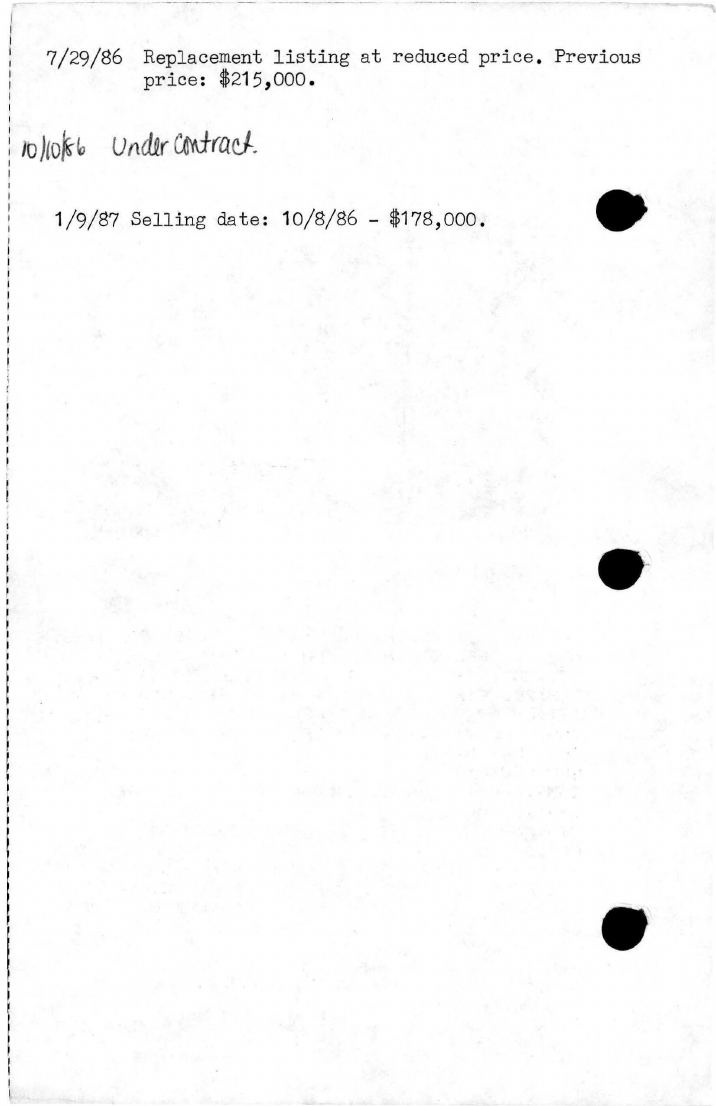 7/29/86 Replacement listing at reduced price. Previous
price: $215,000.
10/10/86 Under Contract.
1/9/87 Selling date: 10/8/86 - $178,000.